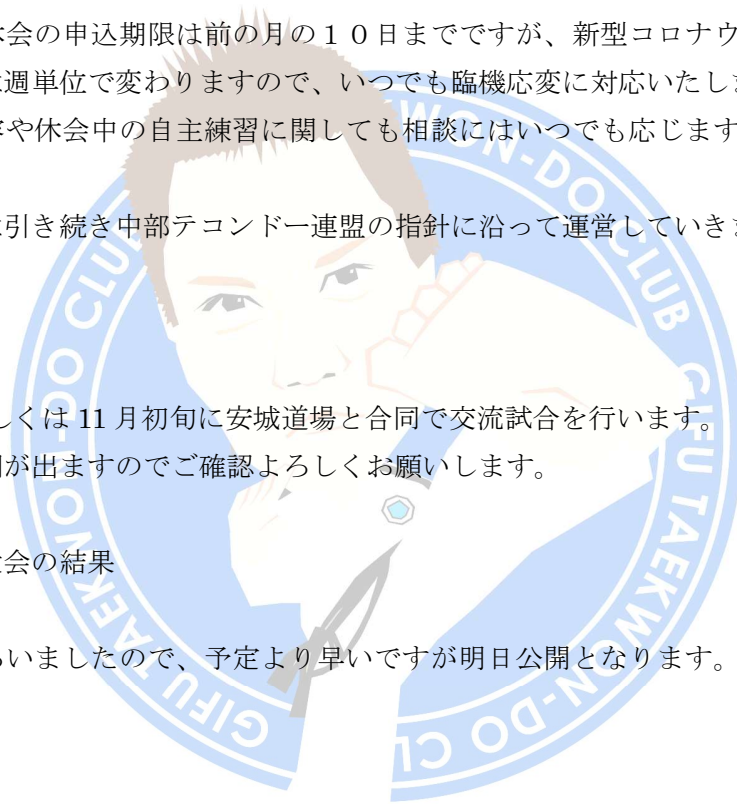 会の申込期限は前の月の１０日までですが、新型コロナウ
週単位で変わりますので、いつでも臨機応変に対応いたし
や休会中の自主練習に関しても相談にはいつでも応じます
引き続き中部テコンドー連盟の指針に沿って運営していき
しくは 11 月初旬に安城道場と合同で交流試合を行います。
が出ますのでご確認よろしくお願いします。
会の結果
いましたので、予定より早いですが明日公開となります。
GIFU TAEKWON-DO CLUB GIFU TAEKWON-DO CLUB